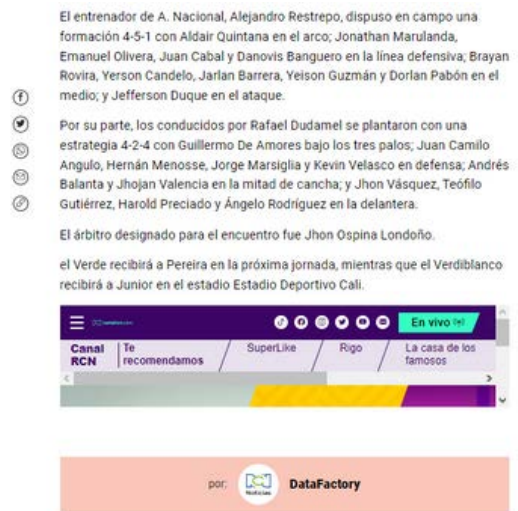 El entrenador de A. Nacional, Alejandro Restrepo, dispuso en campo una
formación 4-5-1 con Aldair Quintana en el arco; Jonathan Marulanda,
Emanuel Olivera, Juan Cabal y Danovis Banguero en la línea defensiva; Brayan
Rovira, Yerson Candelo, Jarlan Barrera, Yeison Guzmán y Dorlan Pabón en el
medio; y Jefferson Duque en el ataque.
Por su parte, los conducidos por Rafael Dudamel se plantaron con una
estrategia 4-2-4 con Guillermo De Amores bajo los tres palos; Juan Camilo
Angulo, Hernán Menosse, Jorge Marsiglia y Kevin Velasco en defensa; Andrés
Balanta y Jhojan Valencia en la mitad de cancha; y Jhon Vásquez, Teófilo
Gutiérrez, Harold Preciado y Ángelo Rodríguez en la delantera.
El árbitro designado para el encuentro fue Jhon Ospina Londoño.
el Verde recibirá a Pereira en la próxima jornada, mientras que el Verdiblanco
recibirá a Junior en el estadio Estadio Deportivo Cali.
En vivo
Canal RCN
Te recomendamos
SuperLike
Rigo
La casa de los famosos
por:
Noticias
DataFactory